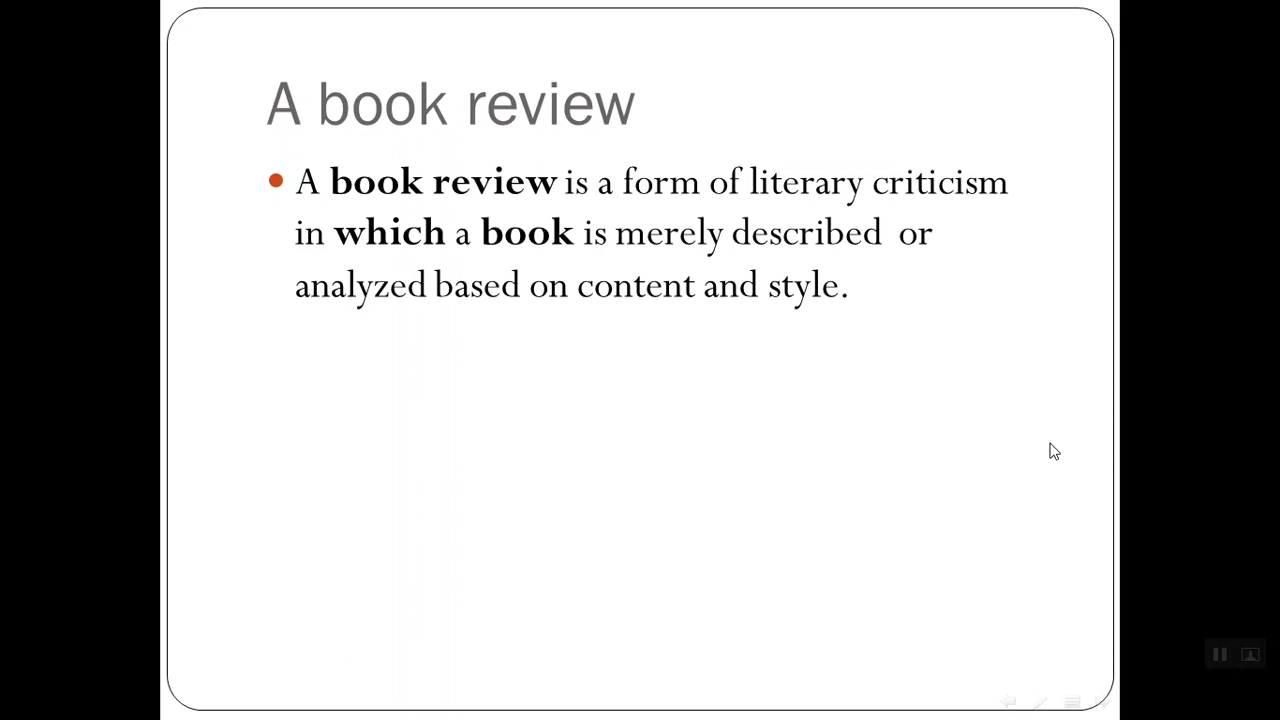 A book review
A book review is a form of literary criticism
in which a book is merely described or
analyzed based on content and style.